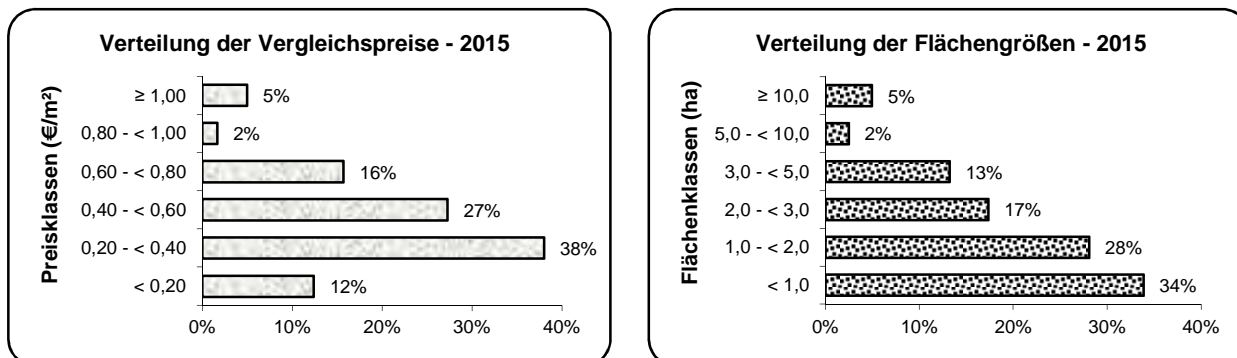 Verteilung der Vergleichspreise - 2015
Preisklassen (€/m²)
≥ 1,00
5%
0,80 - < 1,00
2%
0,60 - < 0,80
16%
0,40 - < 0,60
27%
0,20 - < 0,40
38%
< 0,20
12%
0%
10%
20%
30%
40%
Verteilung der Flächengrößen - 2015
Flächenklassen (ha)
≥ 10,0
5%
5,0 - < 10,0
2%
3,0 - < 5,0
13%
2,0 - < 3,0
17%
1,0 - < 2,0
28%
< 1,0
34%
0%
10%
20%
30%
40%